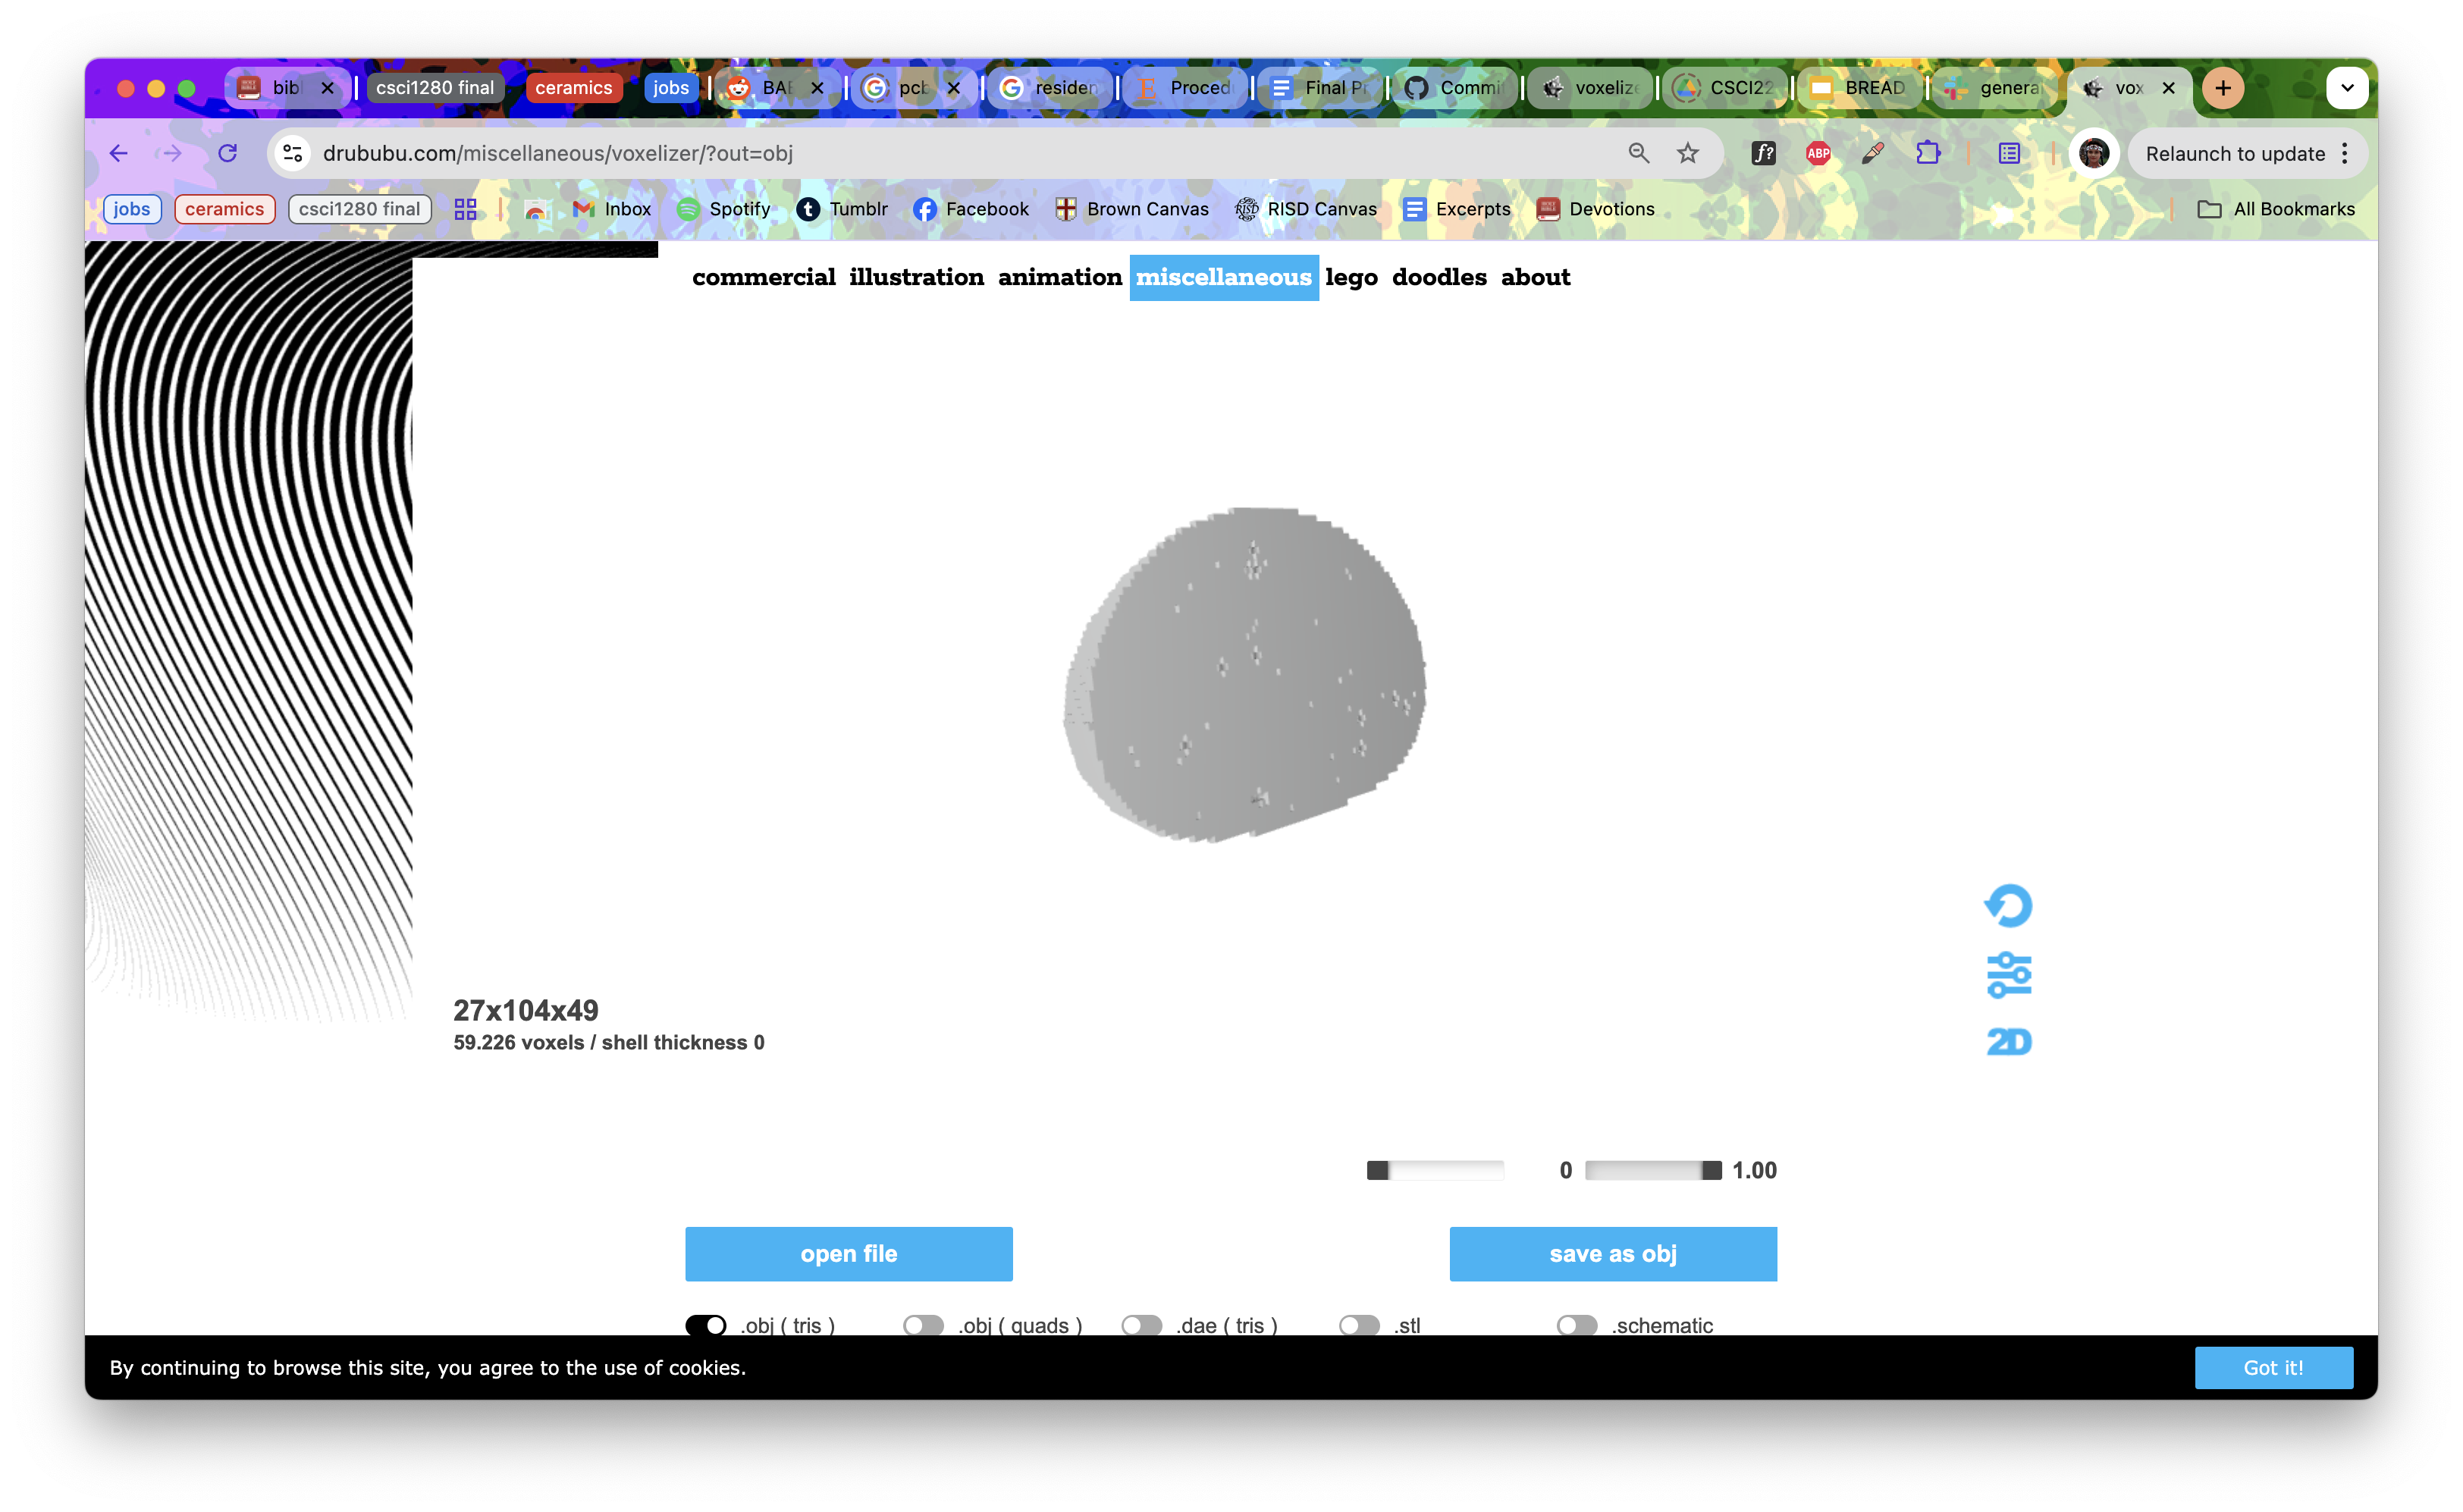 bibl csci1280 final ceramics jobs BAE pcb residen Proced Final Pr Commit voxelize CSCI22 BREAD genera vox
drububu.com/miscellaneous/voxelizer/?out=obj f? ABP Relaunch to update
jobs ceramics csci1280 final Inbox Spotify Tumblr Facebook Brown Canvas RISD Canvas Excerpts Devotions All Bookmarks
commercial illustration animation miscellaneous lego doodles about
27x104x49
59.226 voxels / shell thickness 0
2D
0 1.00
open file save as obj
.obj ( tris ) .obj ( quads ) .dae ( tris ) .stl .schematic
By continuing to browse this site, you agree to the use of cookies. Got it!